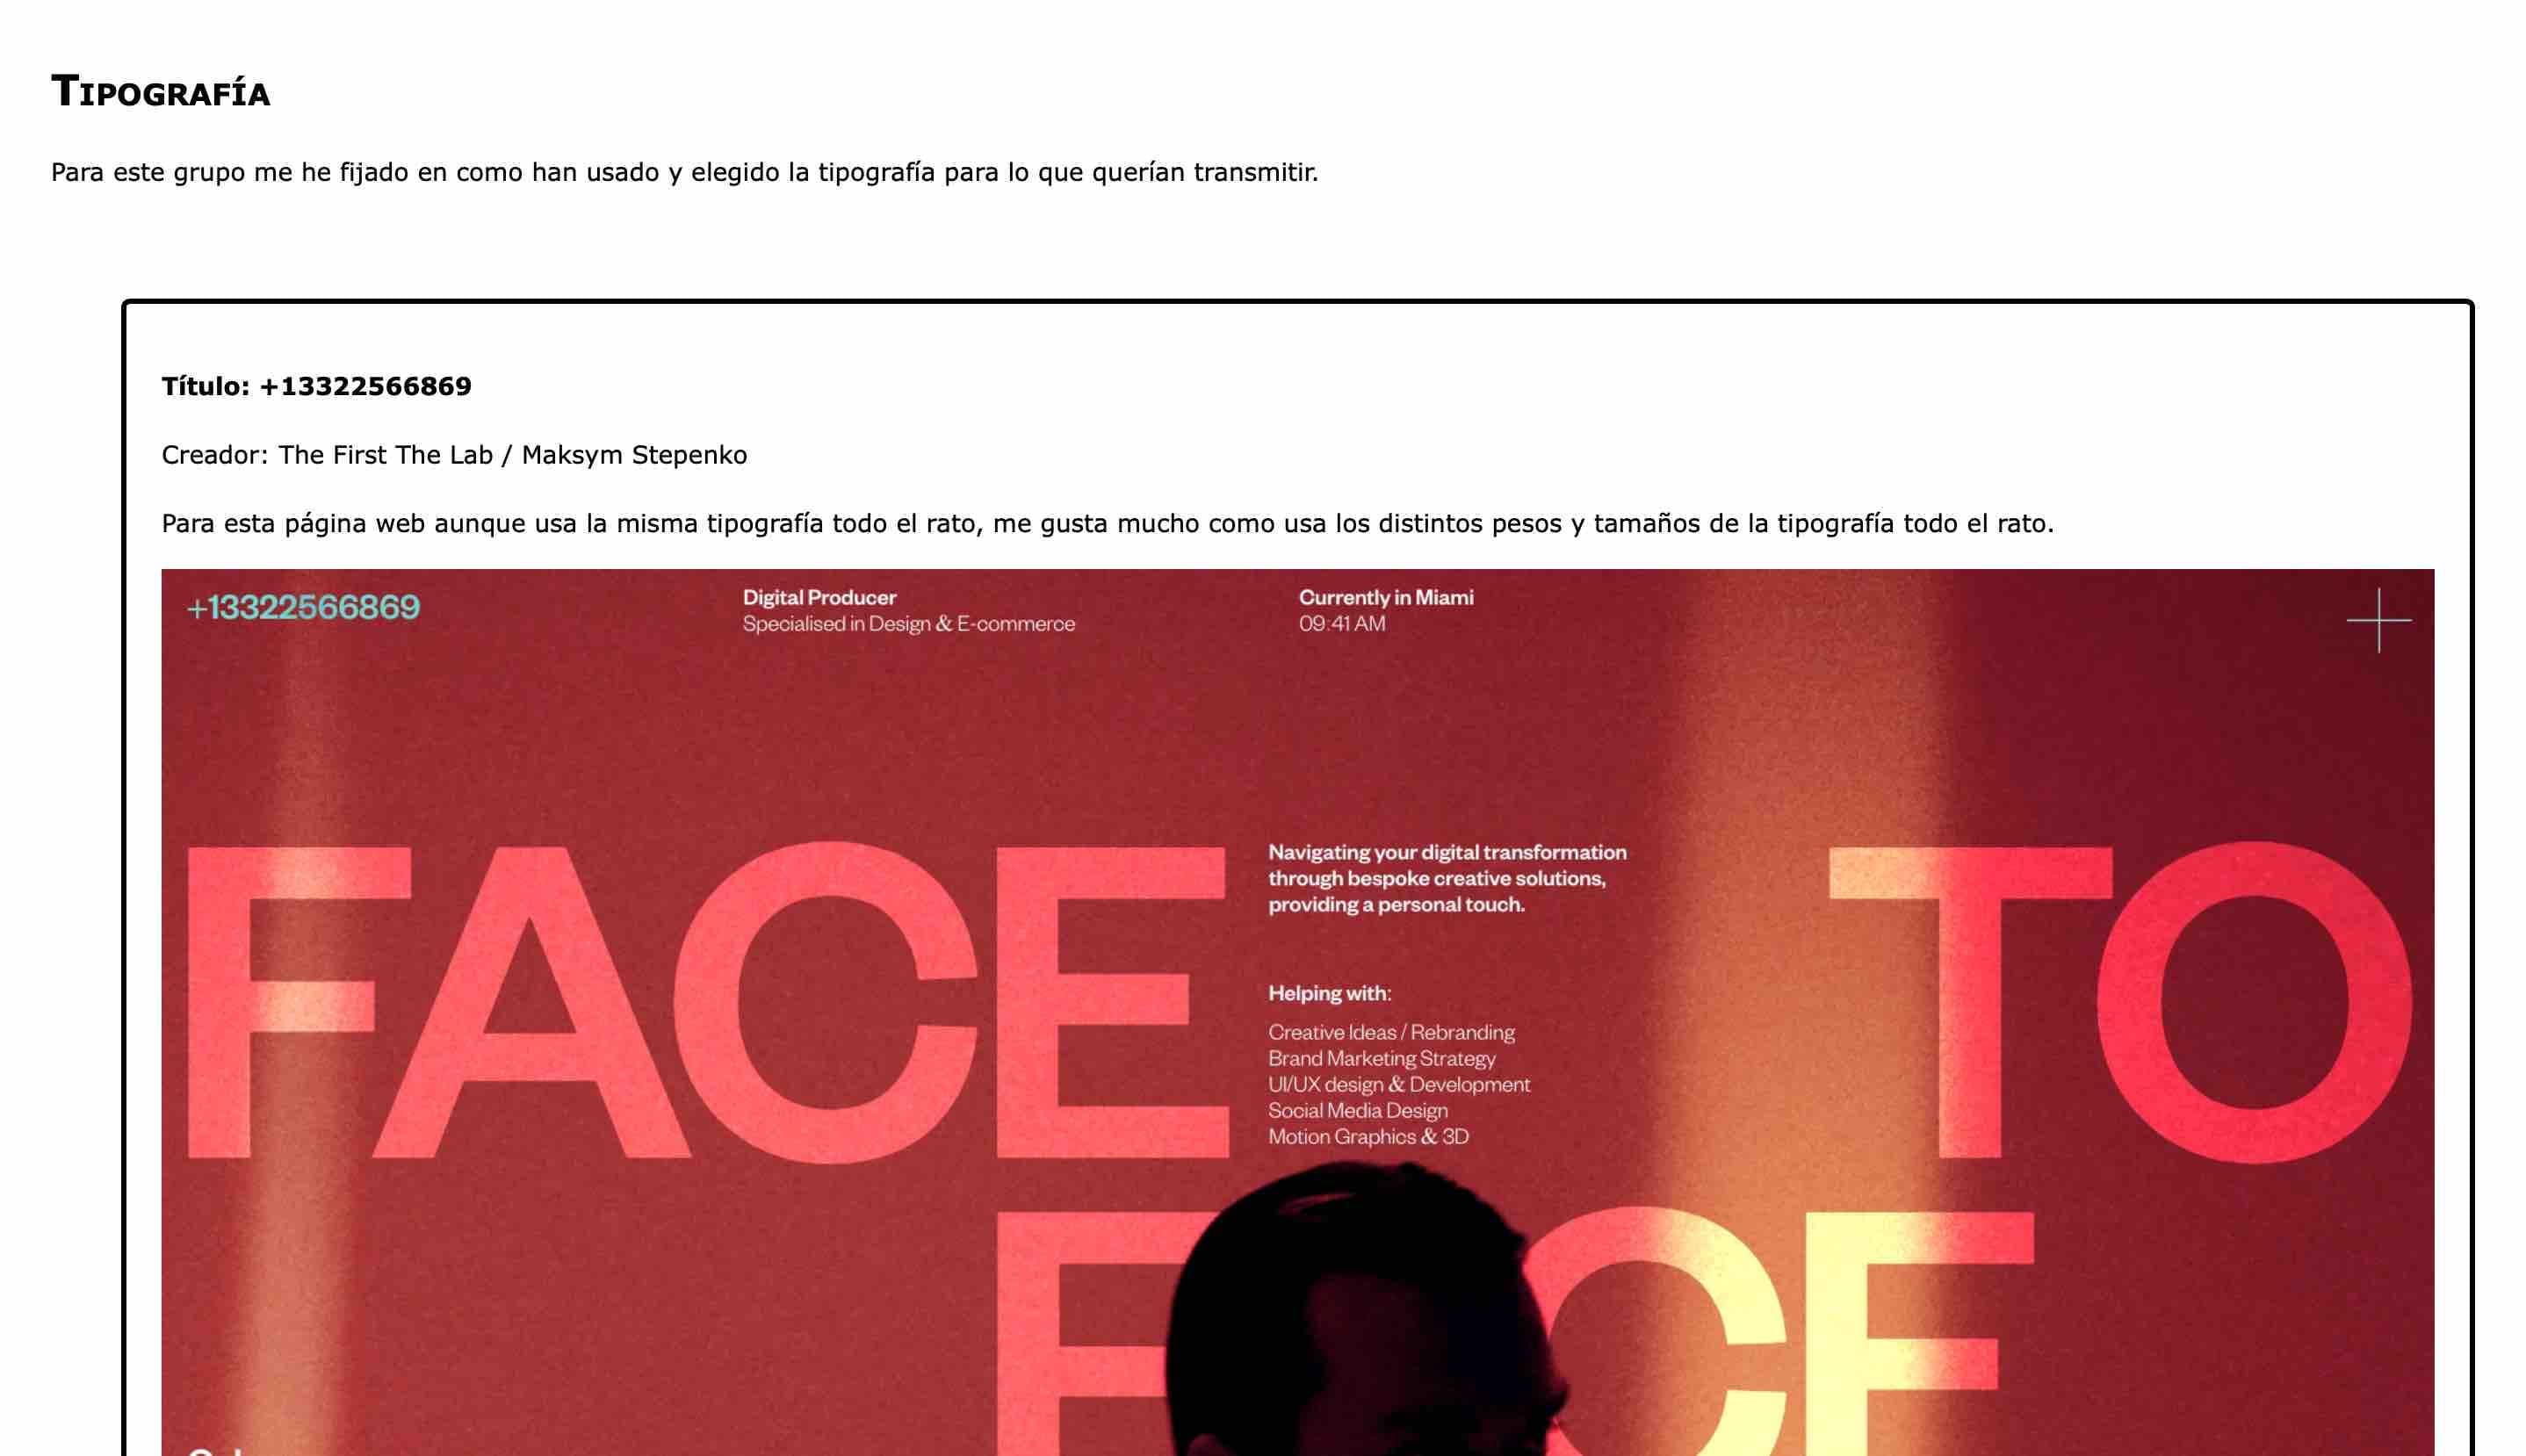 Tipografía
Para este grupo me he fijado en como han usado y elegido la tipografía para lo que querían transmitir.
Título: +13322566869
Creador: The First The Lab / Maksym Stepenko
Para esta página web aunque usa la misma tipografía todo el rato, me gusta mucho como usa los distintos pesos y tamaños de la tipografía todo el rato.
+13322566869
Digital Producer
Specialised in Design & E-commerce
Currently in Miami
09:41 AM
FACE
Navigating your digital transformation
through bespoke creative solutions,
providing a personal touch.
Helping with:
Creative Ideas / Rebranding
Brand Marketing Strategy
UI/UX design & Development
Social Media Design
Motion Graphics & 3D
TO